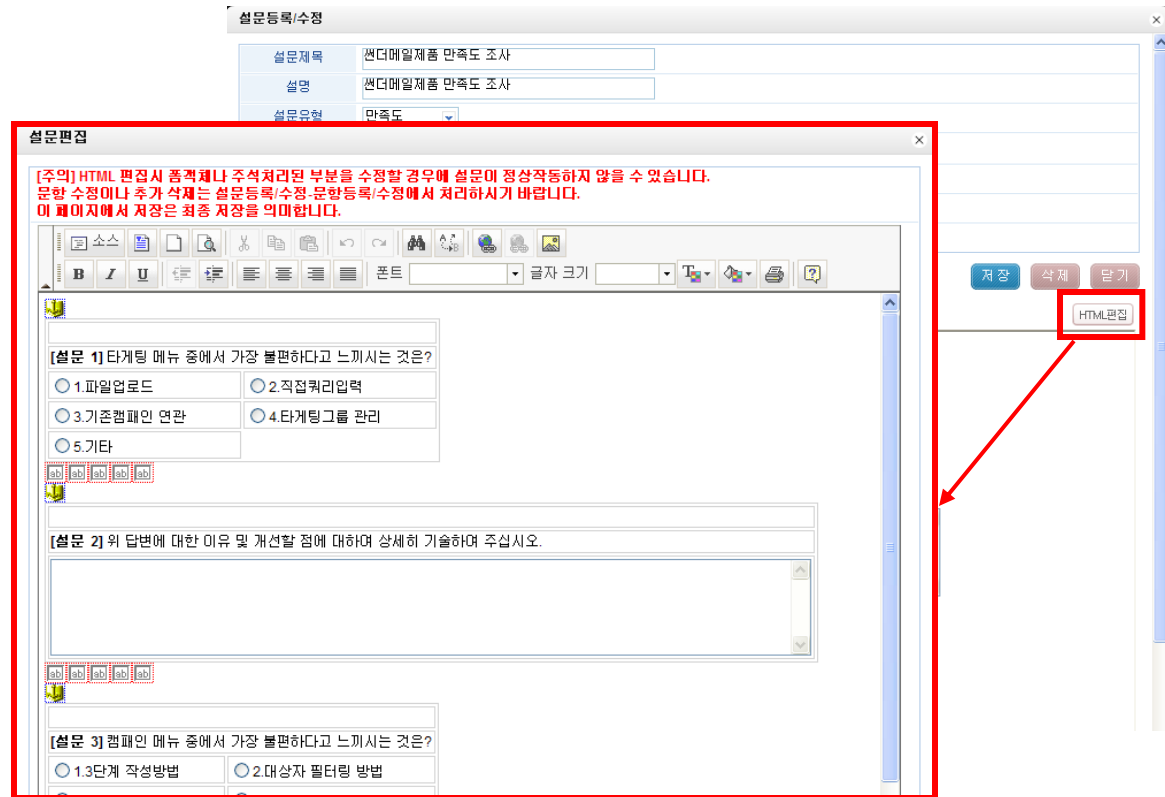 설문등록/수정
설문제목 썬더메일제품 만족도 조사
설명 썬더메일제품 만족도 조사
설문유형 만족도
저장 삭제 닫기
HTML편집
설문편집
[주의] HTML 편집시 폼객체나 주석처리된 부분을 수정할 경우에 설문이 정상작동하지 않을 수 있습니다.
문항 수정이나 추가 삭제는 설문등록/수정-문항등록/수정에서 처리하시기 바랍니다.
이 페이지에서 저장은 최종 저장을 의미합니다.
소스
B I U 폰트 글자 크기
[설문 1] 타게팅 메뉴 중에서 가장 불편하다고 느끼시는 것은?
1.파일업로드 2.직접쿼리입력
3.기존캠패인 연관 4.타게팅그룹 관리
5.기타
ab ab ab ab ab
[설문 2] 위 답변에 대한 이유 및 개선할 점에 대하여 상세히 기술하여 주십시오.
ab ab ab ab ab
[설문 3] 캠패인 메뉴 중에서 가장 불편하다고 느끼시는 것은?
1.3단계 작성방법 2.대상자 필터링 방법